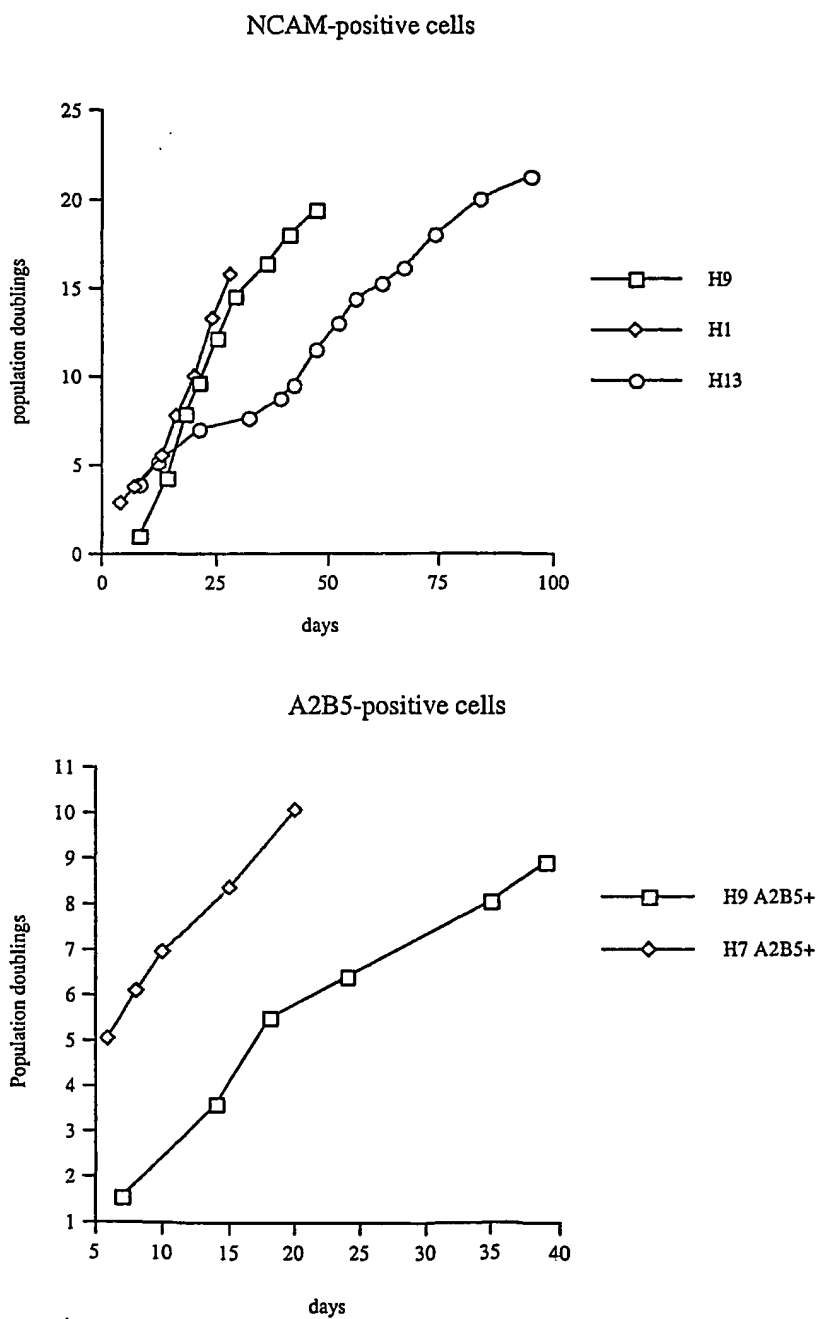 NCAM-positive cells
25
20
15
10
5
0
population doublings
0 25 50 75 100
days
H9
H1
H13
A2B5-positive cells
11
10
9
8
7
6
5
4
3
2
1
Population doublings
5 10 15 20 25 30 35 40
days
H9 A2B5+
H7 A2B5+